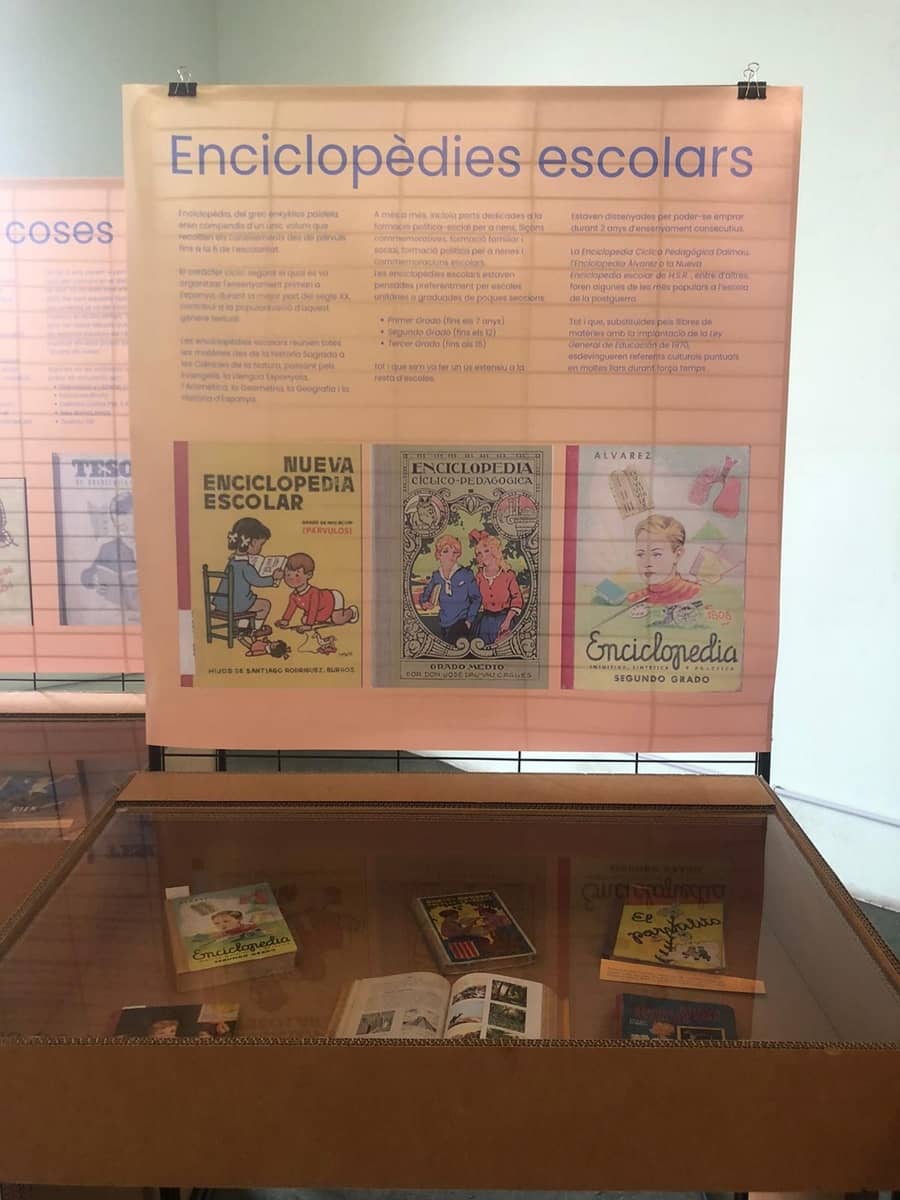 Enciclopèdies escolars
Enciclopèdia, del grec enkyklios paideia
eren compendis d'un únic volum que
recollien els coneixements des de pàrvuls
fins a la fi de l'escolaritat.
El caràcter cíclic segons el qual es va
organitzar l'ensenyament primari a
Espanya, durant la major part del segle XX,
contribuí a la popularització d'aquest
gènere textual.
Les enciclopèdies escolars reunien totes
les matèries des de la Història Sagrada a
les Ciències de la Natura, passant pels
Evangelis, la Llengua Espanyola,
l'Aritmètica, la Geometria, la Geografia i la
Història d'Espanya.
A més a més, incloïa parts dedicades a la
formació política-social per a nens, lliçons
commemoratives, formació familiar i
social, formació política per a nenes i
commemoracions escolars.
Les enciclopèdies escolars estaven
pensades preferentment per escoles
unitàries o graduades de poques seccions:
• Primer Grado (fins els 7 anys)
• Segundo Grado (fins els 12)
• Tercer Grado (fins als 15)
tot i que se'n va fer un ús extensiu a la
resta d'escoles.
Estaven dissenyades per poder-se emprar
durant 2 anys d'ensenyament consecutius.
La Enciclopedia Cíclico Pedagógica Dalmau,
l'Enciclopedia Álvarez o la Nueva
Enciclopedia escolar de H.S.R., entre d'altres,
foren algunes de les més populars a l'escola
de la postguerra.
Tot i que, substituïdes pels llibres de
matèries amb la implantació de la Ley
General de Educación de 1970,
esdevingueren referents culturals puntuals
en moltes llars durant força temps.
NUEVA
ENCICLOPEDIA
ESCOLAR
GRADO DE INICIACIÓN
(PÁRVULOS)
HIJOS DE SANTIAGO RODRIGUEZ, BURGOS
ENCICLOPEDIA
CÍCLICO-PEDAGÓGICA
GRADO MEDIO
POR DON JOSÉ DALMÁU CARLES
ALVAREZ
1808
Enciclopedia
INTUITIVA, SINTETICA Y PRACTICA
SEGUNDO GRADO
coses
TESO
Enciclopedia
SEGUNDO GRADO
El
parvulito